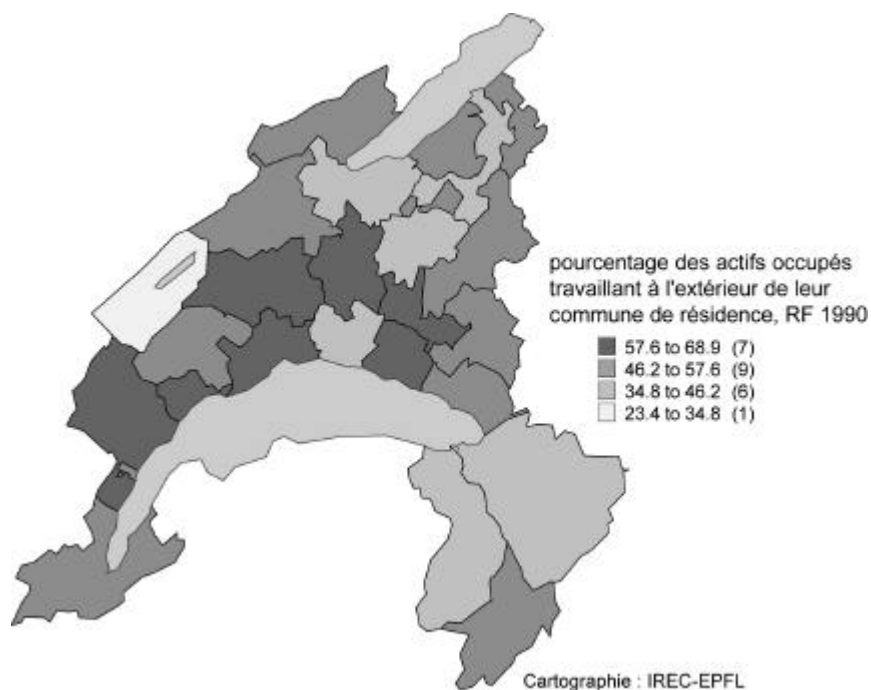 pourcentage des actifs occupés
travaillant à l'extérieur de leur
commune de résidence, RF 1990
57.6 to 68.9 (7)
46.2 to 57.6 (9)
34.8 to 46.2 (6)
23.4 to 34.8 (1)
Cartographie : IREC-EPFL